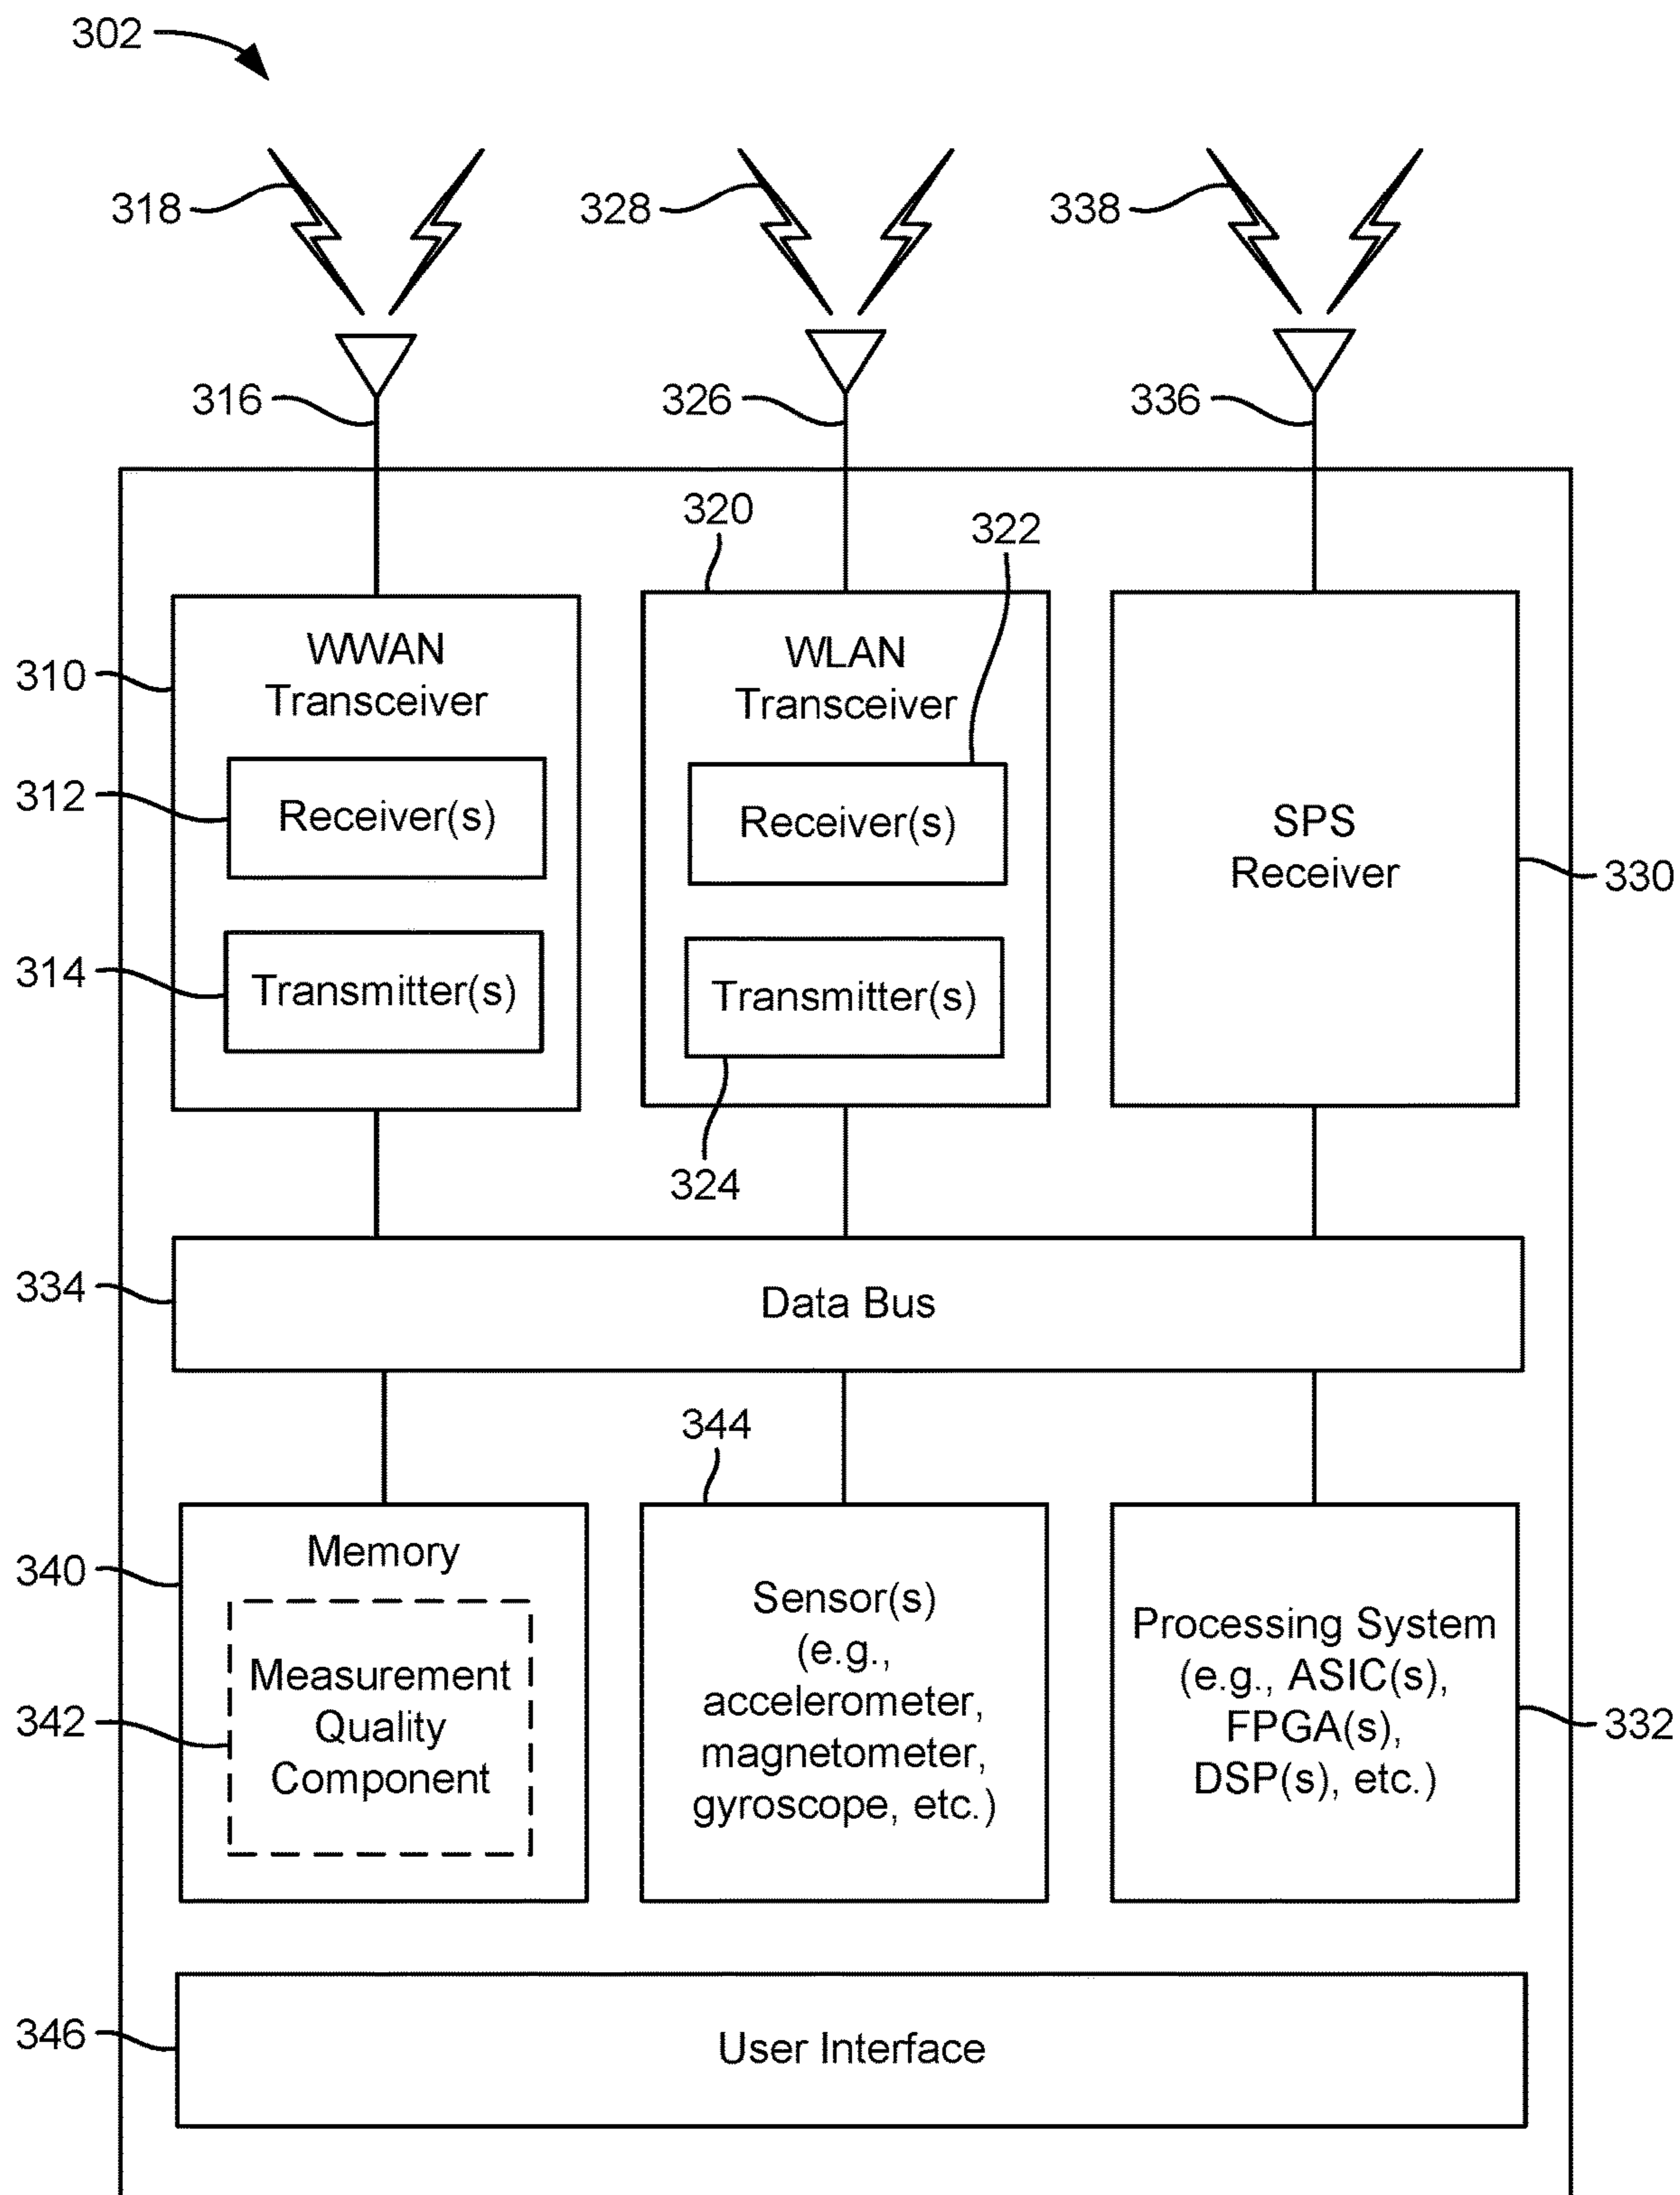 302
318
328
338
316
326
336
320
322
WWAN
Transceiver
WLAN
Transceiver
310
312
Receiver(s)
Receiver(s)
SPS
Receiver
330
314
Transmitter(s)
Transmitter(s)
324
334
Data Bus
344
340
Memory
342
Measurement
Quality
Component
Sensor(s)
(e.g.,
accelerometer,
magnetometer,
gyroscope, etc.)
Processing System
(e.g., ASIC(s),
FPGA(s),
DSP(s), etc.)
332
346
User Interface